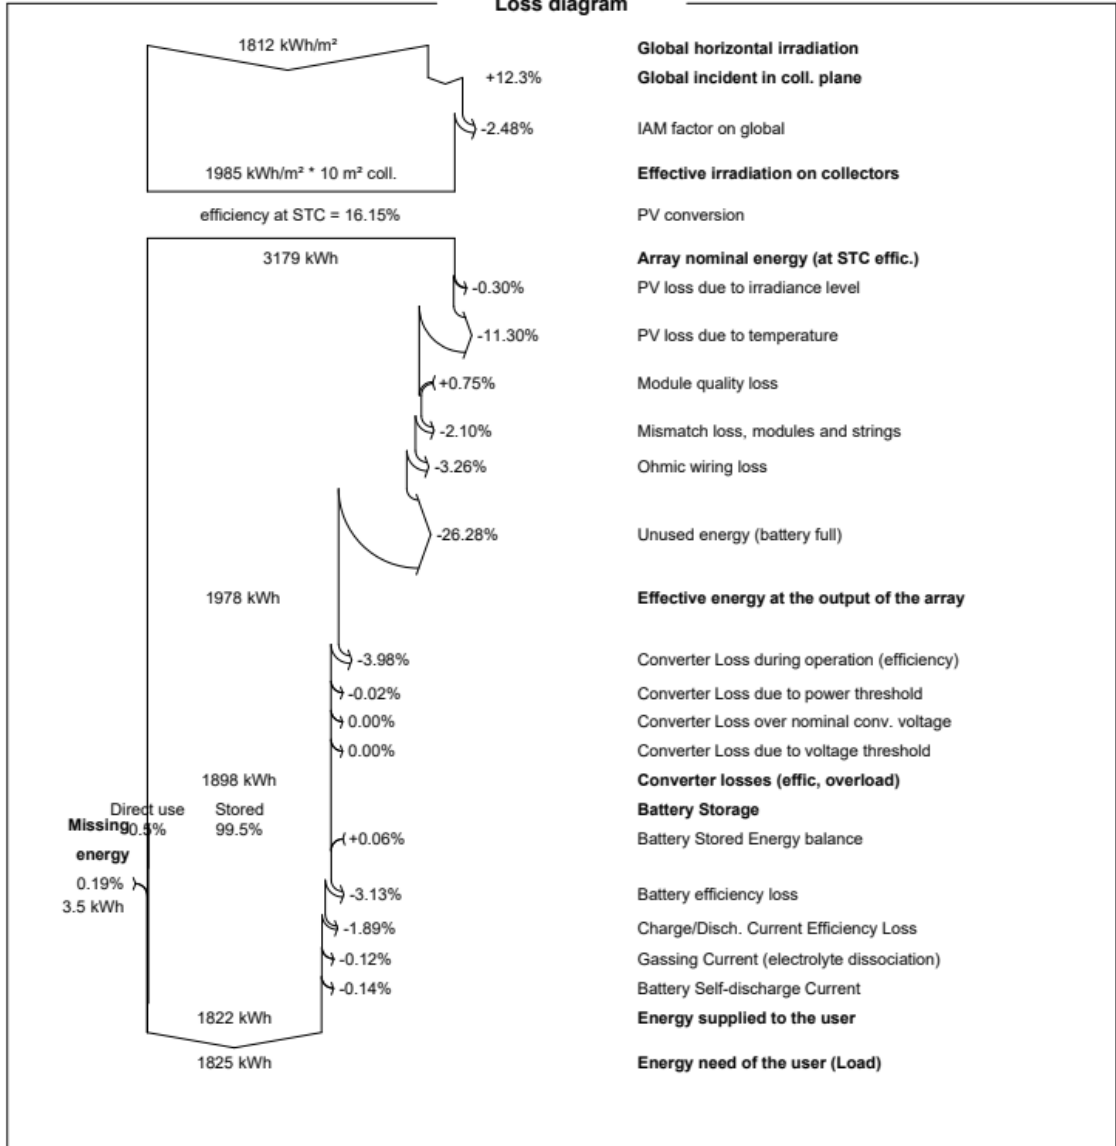 Loss diagram
1812 kWh/m² Global horizontal irradiation
+12.3% Global incident in coll. plane
-2.48% IAM factor on global
1985 kWh/m² * 10 m² coll. Effective irradiation on collectors
efficiency at STC = 16.15% PV conversion
3179 kWh Array nominal energy (at STC effic.)
-0.30% PV loss due to irradiance level
-11.30% PV loss due to temperature
+0.75% Module quality loss
-2.10% Mismatch loss, modules and strings
-3.26% Ohmic wiring loss
-26.28% Unused energy (battery full)
1978 kWh Effective energy at the output of the array
-3.98% Converter Loss during operation (efficiency)
-0.02% Converter Loss due to power threshold
0.00% Converter Loss over nominal conv. voltage
0.00% Converter Loss due to voltage threshold
1898 kWh Converter losses (effic, overload)
Direct use Stored Battery Storage
Missing 0.5% 99.5%
energy
+0.06% Battery Stored Energy balance
0.19% -3.13% Battery efficiency loss
3.5 kWh
-1.89% Charge/Disch. Current Efficiency Loss
-0.12% Gassing Current (electrolyte dissociation)
-0.14% Battery Self-discharge Current
1822 kWh Energy supplied to the user
1825 kWh Energy need of the user (Load)